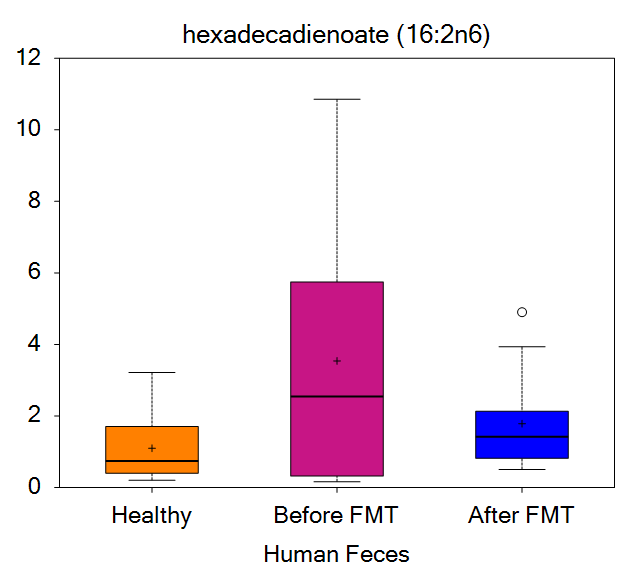 hexadecadienoate (16:2n6)
12
10
8
6
4
2
0
Healthy Before FMT After FMT
Human Feces